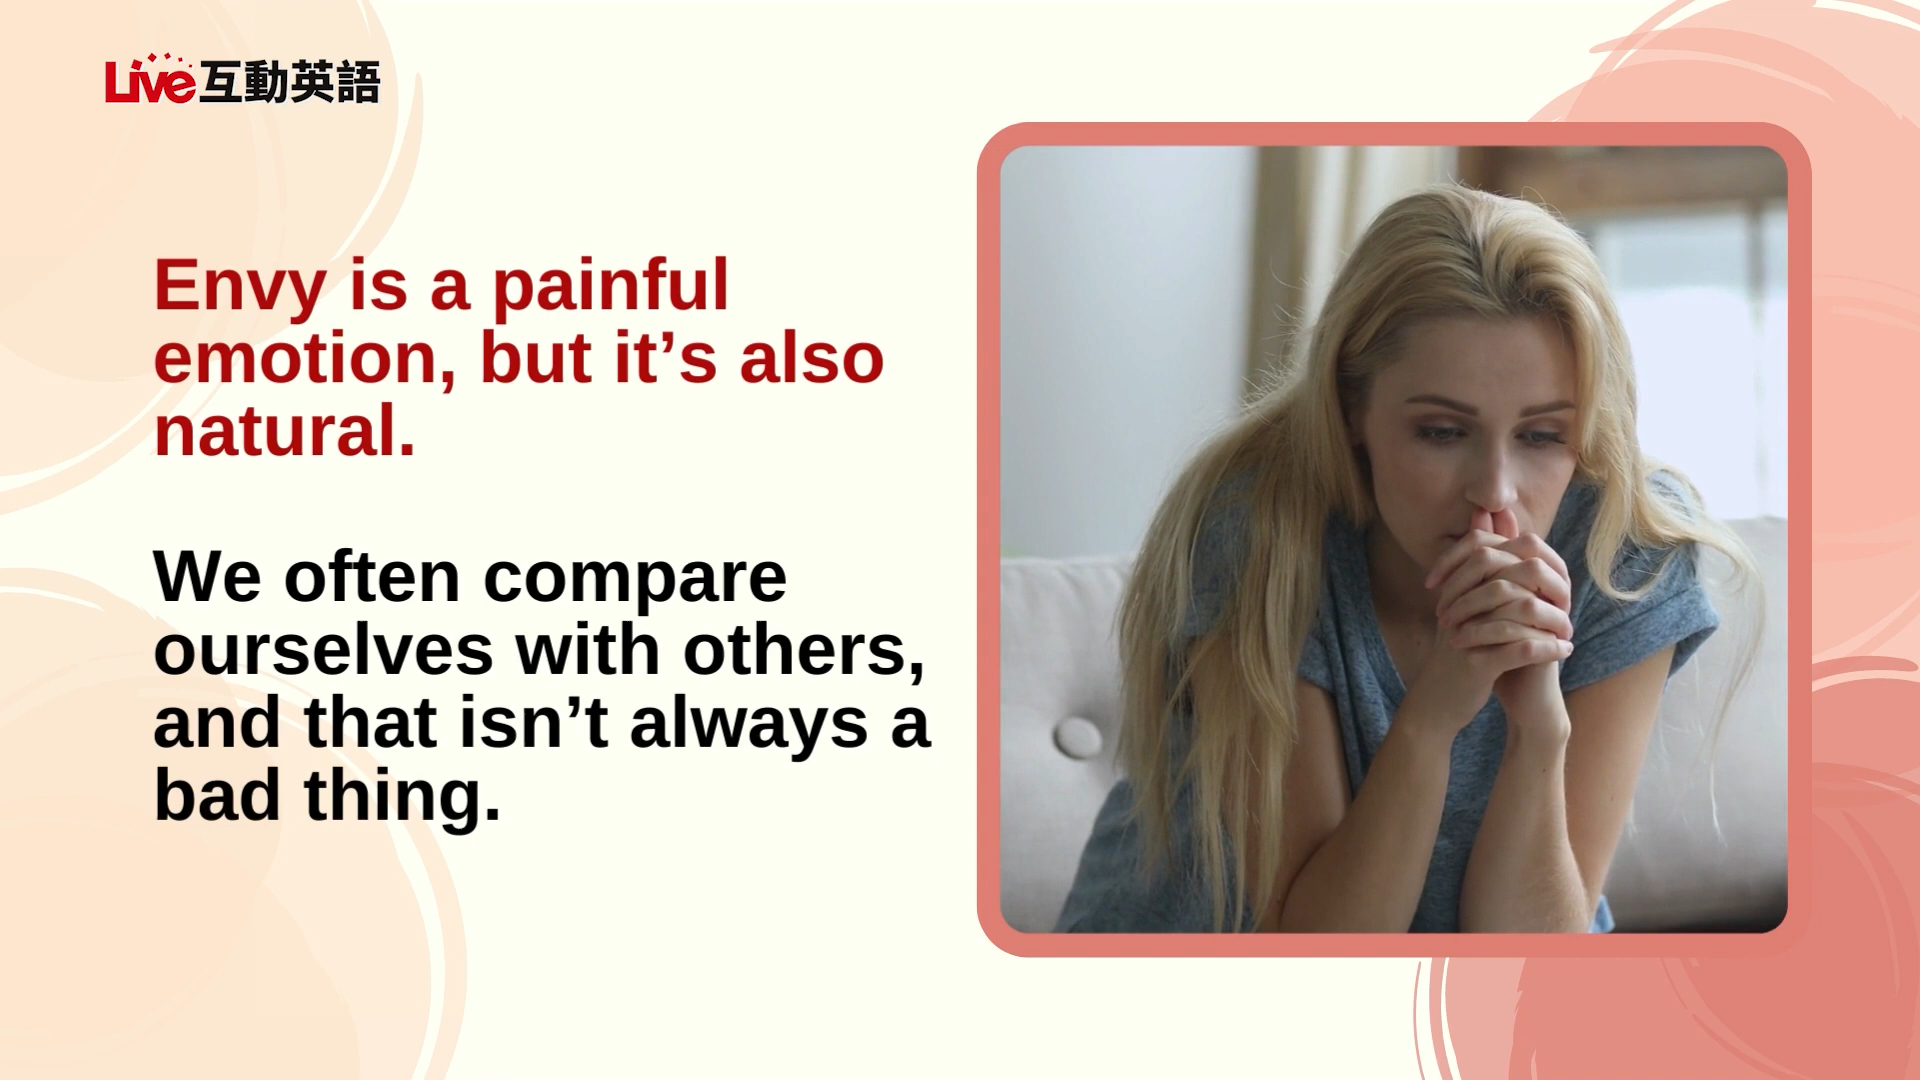 Live互動英語
Envy is a painful
emotion, but it’s also
natural.
We often compare
ourselves with others,
and that isn’t always a
bad thing.